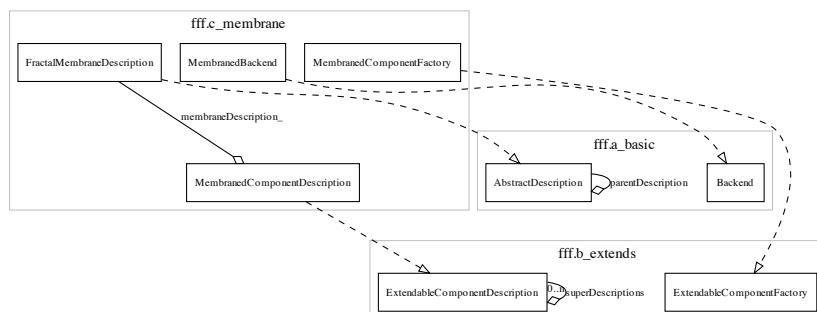 fff.c_membrane
FractalMembraneDescription
MembranedBackend
MembranedComponentFactory
membraneDescription_
fff.a_basic
MembranedComponentDescription
AbstractDescription
parentDescription
Backend
fff.b_extends
ExtendableComponentDescription
0..n
superDescriptions
ExtendableComponentFactory